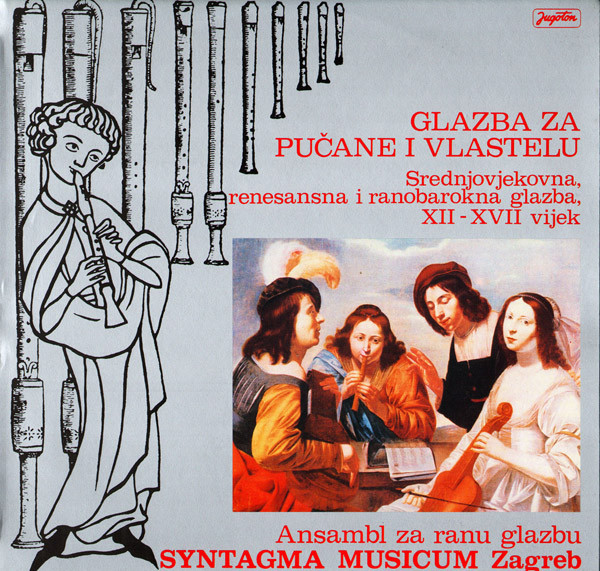 Jugoton
GLAZBA ZA
PUČANE I VLASTELU
Srednjovjekovna,
renesansna i ranobarokna glazba,
XII-XVII vijek
Ansambl za ranu glazbu
SYNTAGMA MUSICUM Zagreb